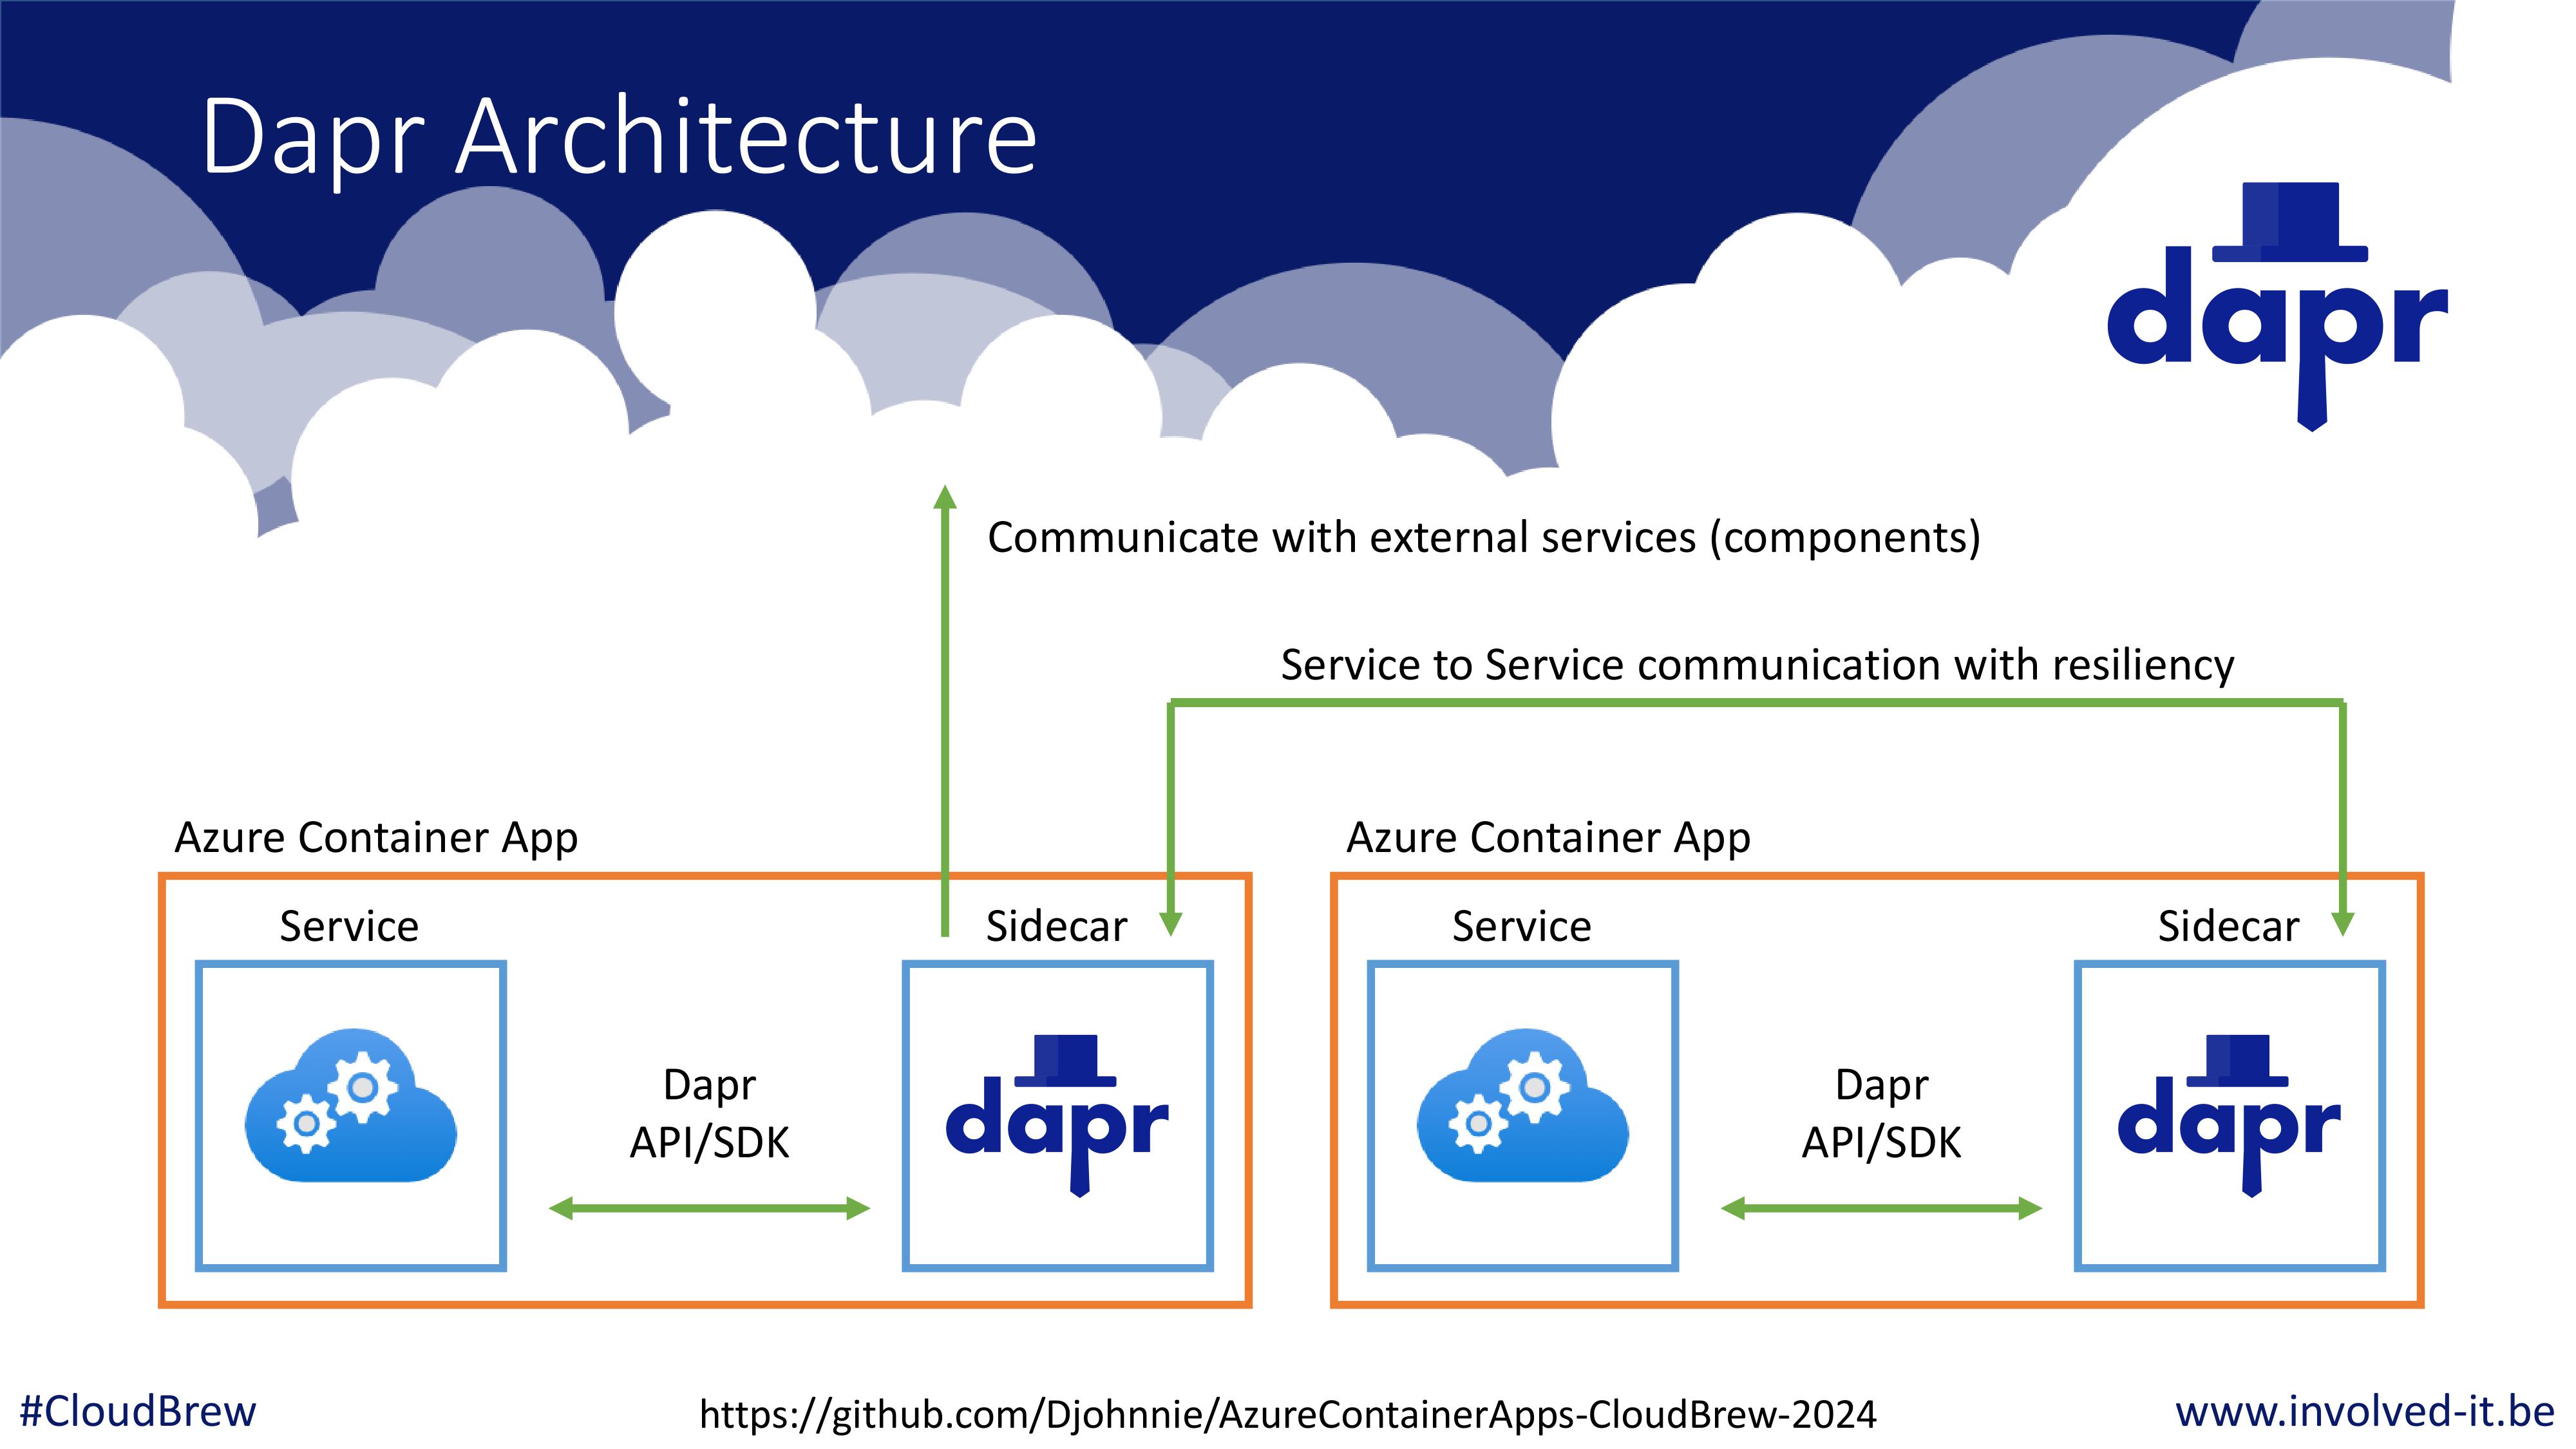 Dapr Architecture
dapr
Communicate with external services (components)
Service to Service communication with resiliency
Azure Container App
Azure Container App
Service
Sidecar
Service
Sidecar
Dapr
API/SDK
dapr
Dapr
API/SDK
dapr
#CloudBrew
https://github.com/Djohnnie/AzureContainerApps-CloudBrew-2024
www.involved-it.be